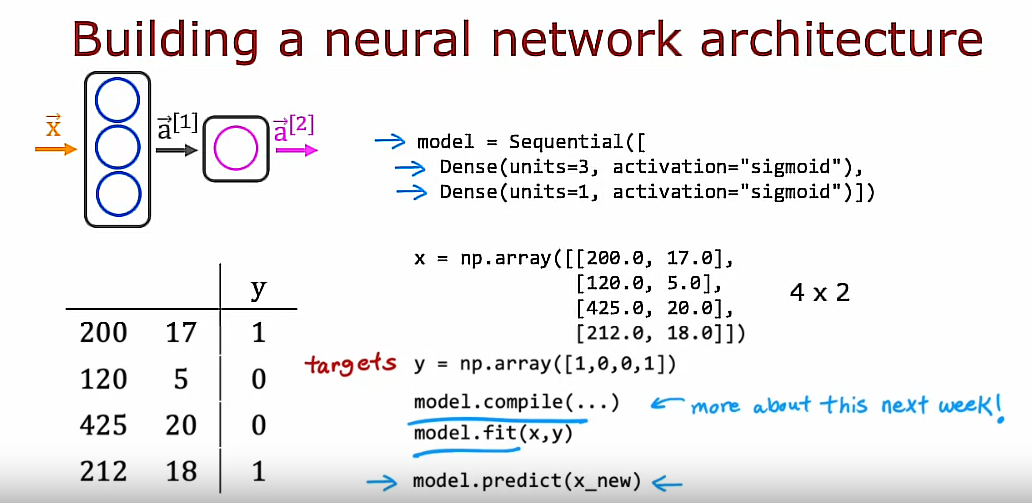 Building a neural network architecture
x⃗
a⃗[1]
a⃗[2]
model = Sequential([
Dense(units=3, activation="sigmoid"),
Dense(units=1, activation="sigmoid")])
x = np.array([[200.0, 17.0],
[120.0, 5.0],
[425.0, 20.0],
[212.0, 18.0]])
4 x 2
y
200 17 1
120 5 0
425 20 0
212 18 1
targets y = np.array([1,0,0,1])
model.compile(...) ← more about this next week!
model.fit(x,y)
→ model.predict(x_new) ←